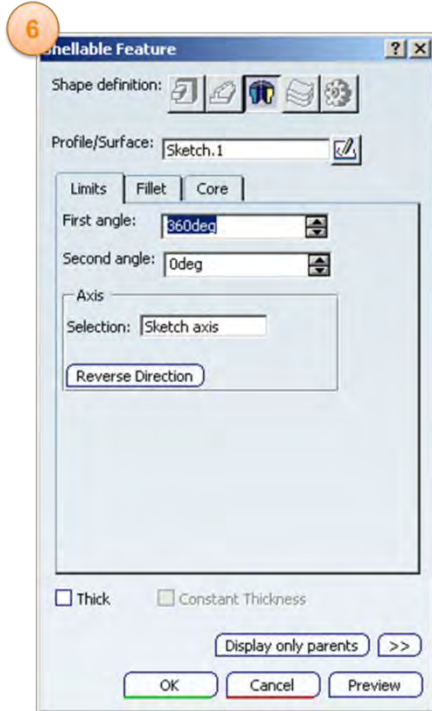 6
Shellable Feature
Shape definition:
Profile/Surface: Sketch.1
Limits Fillet Core
First angle: 360deg
Second angle: 0deg
Axis
Selection: Sketch axis
Reverse Direction
Thick Constant Thickness
Display only parents >>
OK Cancel Preview